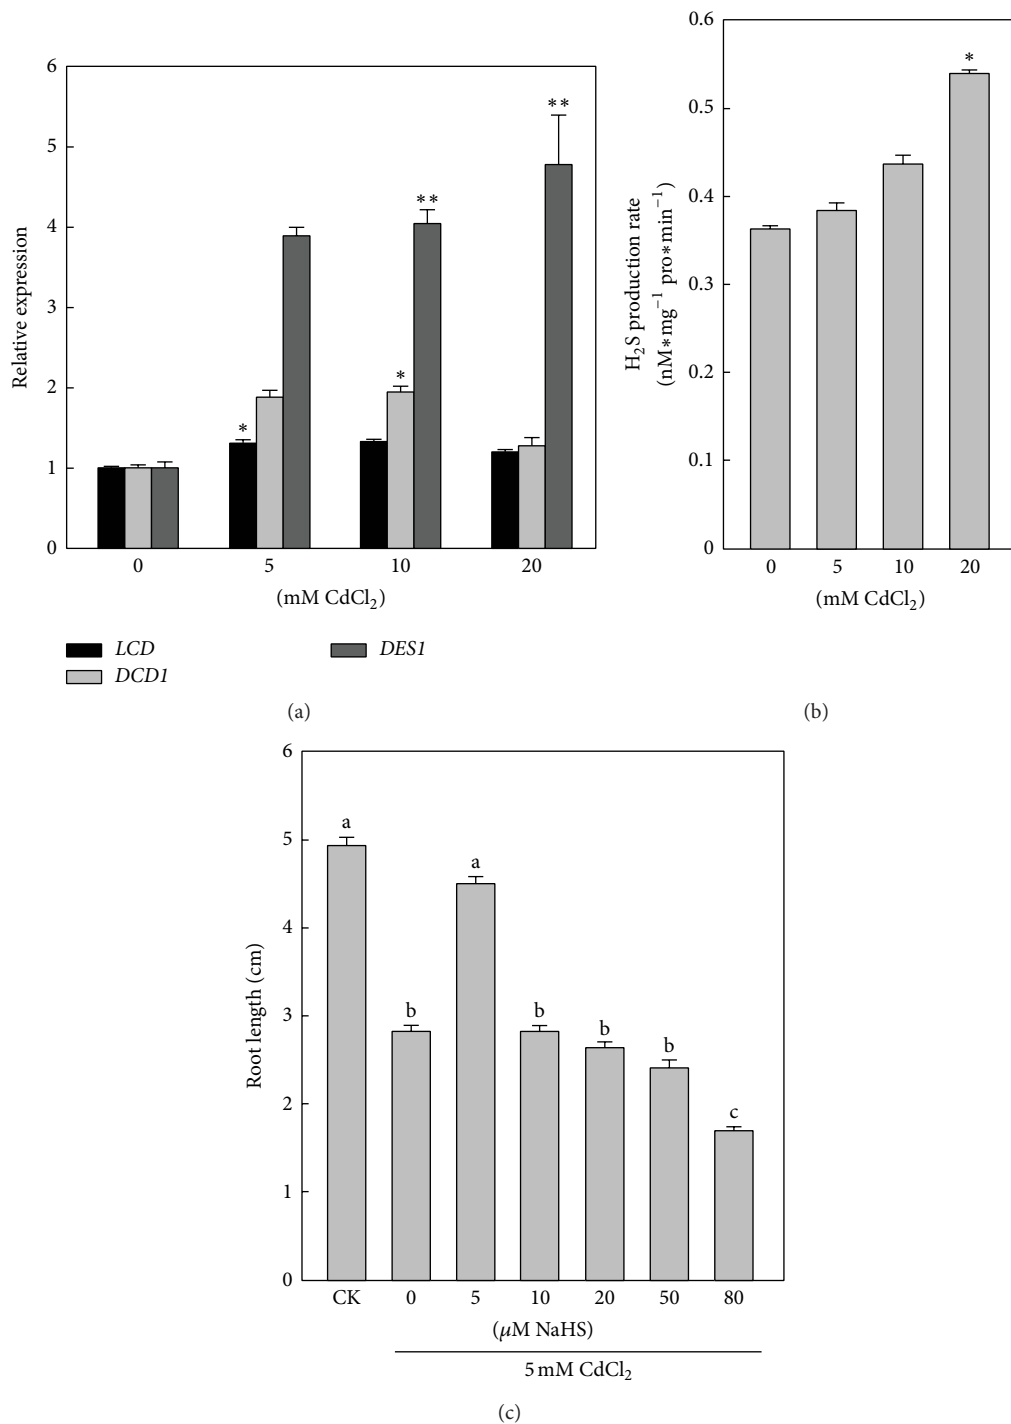 6
5
4
3
2
1
0
Relative expression
*
*
**
**
0 5 10 20
(mM CdCl₂)
LCD
DCD1
DES1
(a)
0.6
0.5
0.4
0.3
0.2
0.1
0
H₂S production rate
(nM∗mg⁻¹ pro∗min⁻¹)
*
0 5 10 20
(mM CdCl₂)
(b)
6
5
4
3
2
1
0
Root length (cm)
a
b
a
b
b
b
c
CK 0 5 10 20 50 80
(μM NaHS)
5 mM CdCl₂
(c)